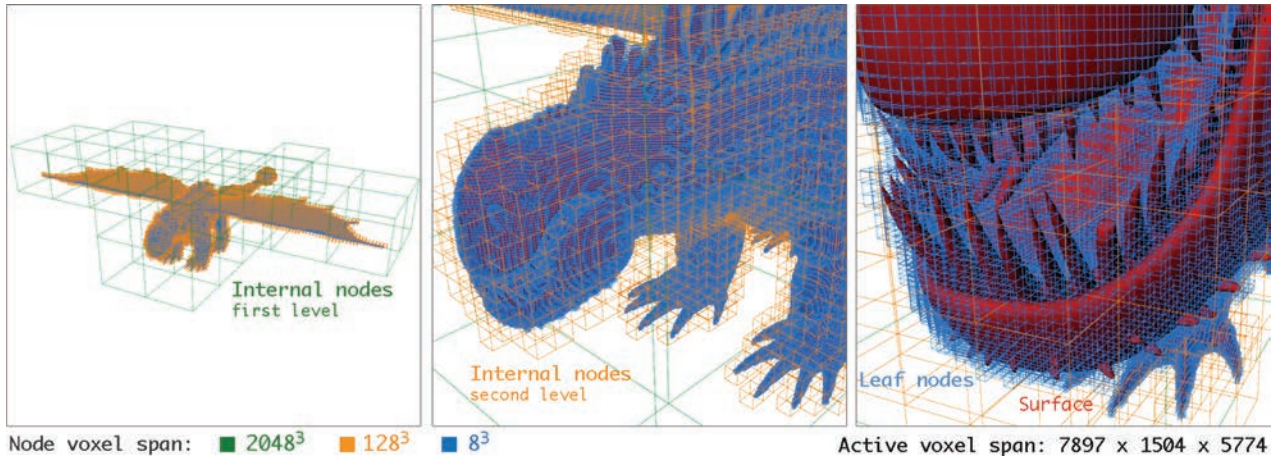 Internal nodes
first level
Internal nodes
second level
Leaf nodes
Surface
Node voxel span: 2048³ 128³ 8³
Active voxel span: 7897 x 1504 x 5774